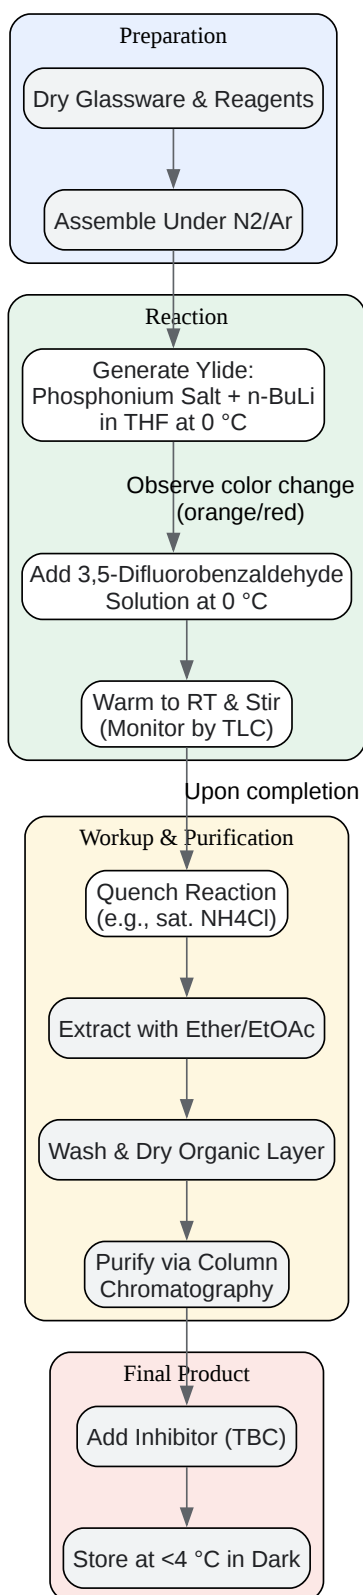 Preparation
Dry Glassware & Reagents
Assemble Under N2/Ar
Reaction
Generate Ylide:
Phosphonium Salt + n-BuLi
in THF at 0 °C
Observe color change
(orange/red)
Add 3,5-Difluorobenzaldehyde
Solution at 0 °C
Warm to RT & Stir
(Monitor by TLC)
Upon completion
Workup & Purification
Quench Reaction
(e.g., sat. NH4Cl)
Extract with Ether/EtOAc
Wash & Dry Organic Layer
Purify via Column
Chromatography
Final Product
Add Inhibitor (TBC)
Store at <4 °C in Dark